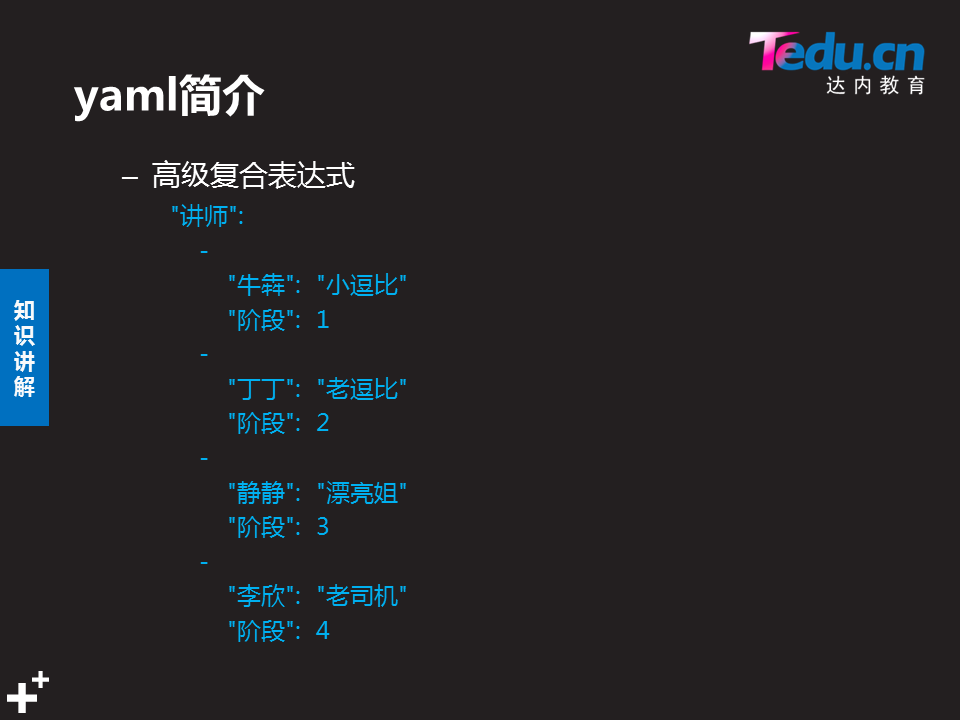 Tedu.cn
达内教育
yaml简介
– 高级复合表达式
"讲师":
-
"牛犇": "小逗比"
"阶段": 1
-
"丁丁": "老逗比"
"阶段": 2
-
"静静": "漂亮姐"
"阶段": 3
-
"李欣": "老司机"
"阶段": 4
知识讲解